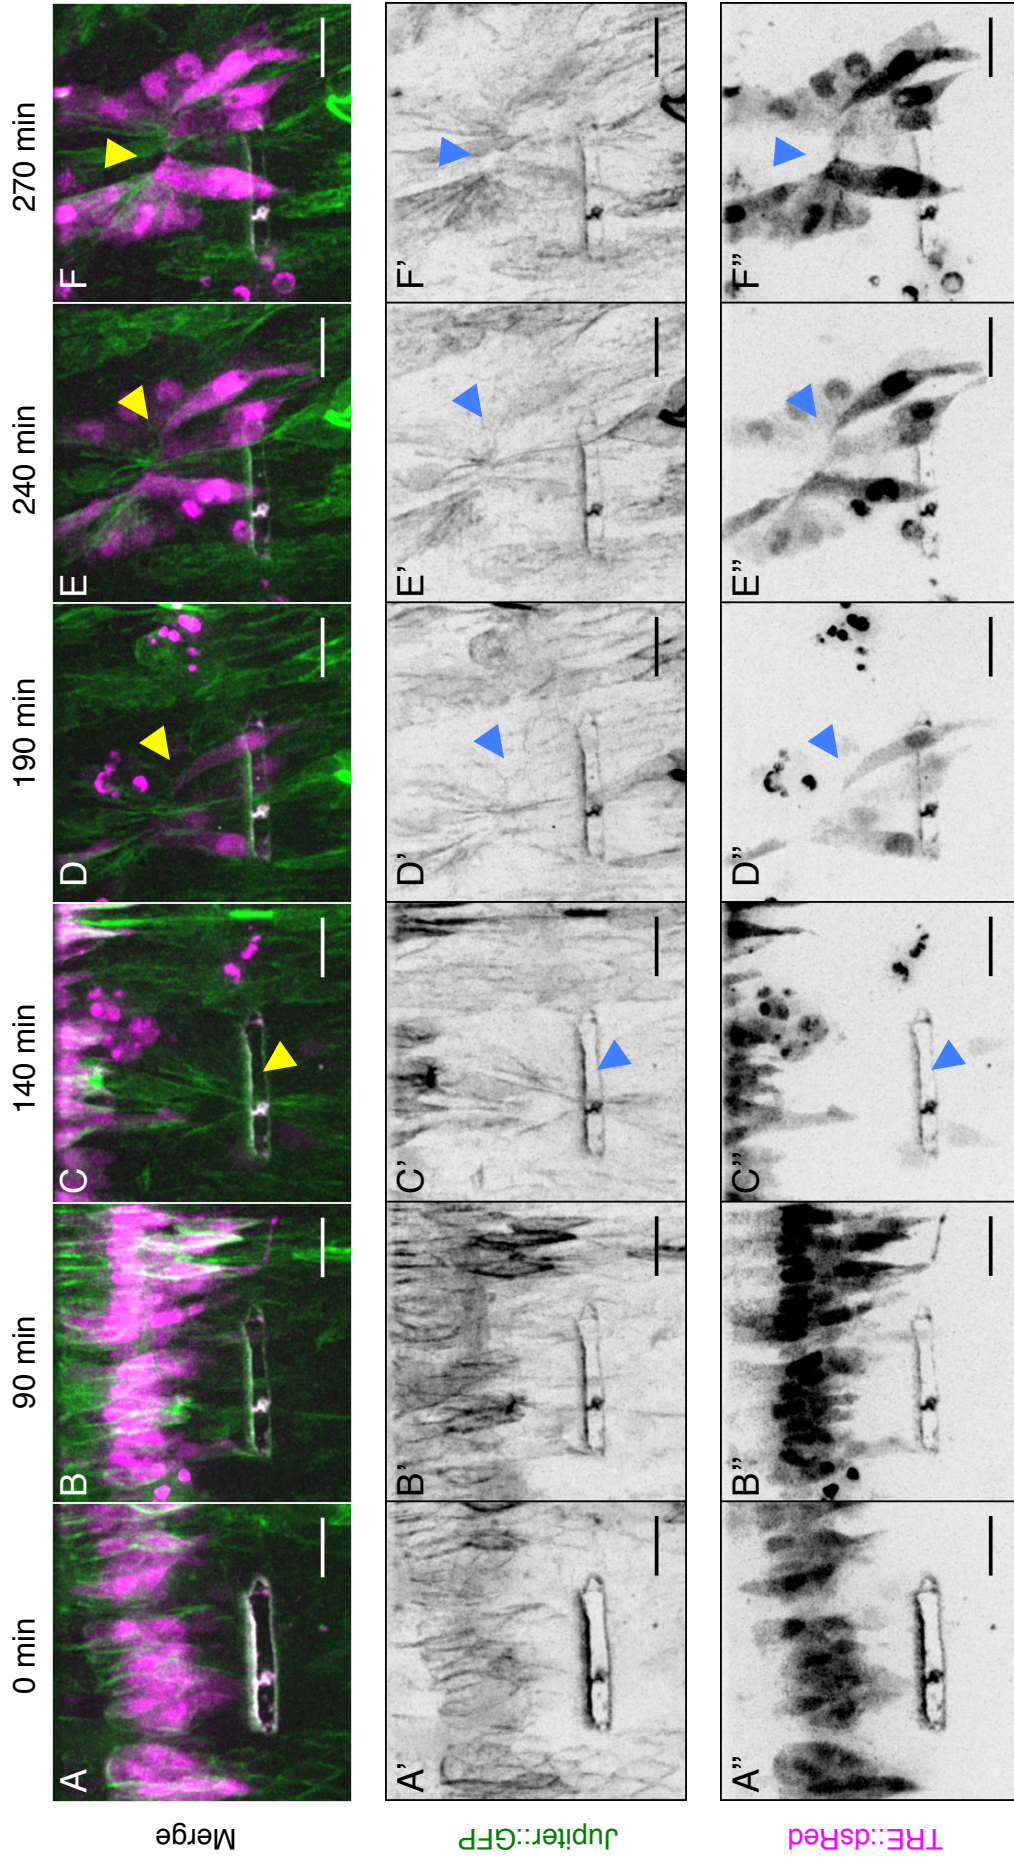 0 min 90 min 140 min 190 min 240 min 270 min
Merge
A B C D E F
Jupiter::GFP
A’ B’ C’ D’ E’ F’
TRE::dsRed
A” B” C” D” E” F”